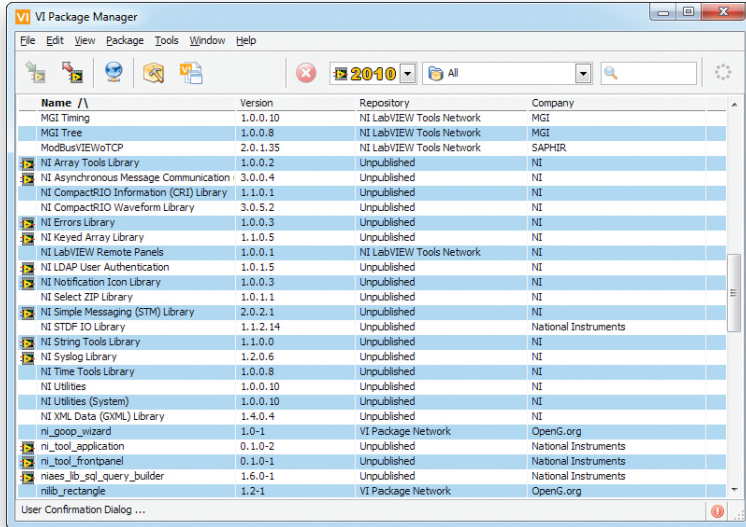 VI VI Package Manager
File Edit View Package Tools Window Help
2010 All
Name /\ Version Repository Company
MGI Timing 1.0.0.10 NI LabVIEW Tools Network MGI
MGI Tree 1.0.0.8 NI LabVIEW Tools Network MGI
ModBusVIEWoTCP 2.0.1.35 NI LabVIEW Tools Network SAPHIR
NI Array Tools Library 1.0.0.2 Unpublished NI
NI Asynchronous Message Communication 3.0.0.4 Unpublished NI
NI CompactRIO Information (CRI) Library 1.1.0.1 Unpublished NI
NI CompactRIO Waveform Library 3.0.5.2 Unpublished NI
NI Errors Library 1.0.0.3 Unpublished NI
NI Keyed Array Library 1.1.0.5 Unpublished NI
NI LabVIEW Remote Panels 1.0.0.1 NI LabVIEW Tools Network NI
NI LDAP User Authentication 1.0.1.5 Unpublished NI
NI Notification Icon Library 1.0.0.3 Unpublished NI
NI Select ZIP Library 1.0.1.1 Unpublished NI
NI Simple Messaging (STM) Library 2.0.2.1 Unpublished NI
NI STDF IO Library 1.1.2.14 Unpublished National Instruments
NI String Tools Library 1.1.0.0 Unpublished NI
NI Syslog Library 1.2.0.6 Unpublished NI
NI Time Tools Library 1.0.0.8 Unpublished NI
NI Utilities 1.0.0.10 Unpublished NI
NI Utilities (System) 1.0.0.10 Unpublished NI
NI XML Data (GXML) Library 1.4.0.4 Unpublished NI
ni_goop_wizard 1.0-1 VI Package Network OpenG.org
ni_tool_application 0.1.0-2 Unpublished National Instruments
ni_tool_frontpanel 0.1.0-1 Unpublished National Instruments
niaes_lib_sql_query_builder 1.6.0-1 Unpublished National Instruments
nilib_rectangle 1.2-1 VI Package Network OpenG.org
User Confirmation Dialog ...